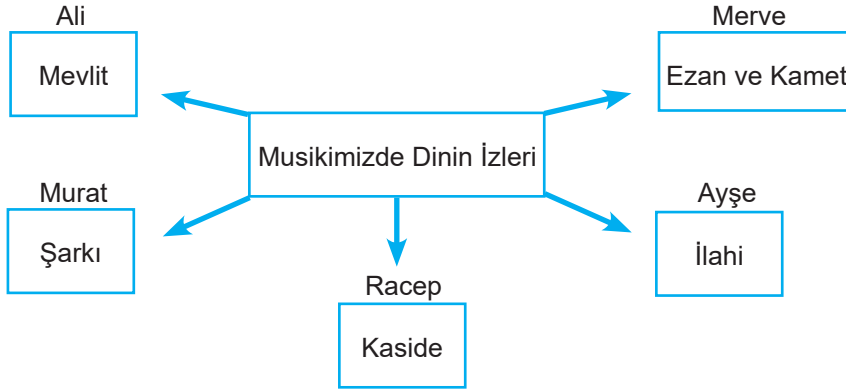 Ali
Mevlit
Merve
Ezan ve Kamet
Musikimizde Dinin İzleri
Murat
Şarkı
Ayşe
İlahi
Racep
Kaside